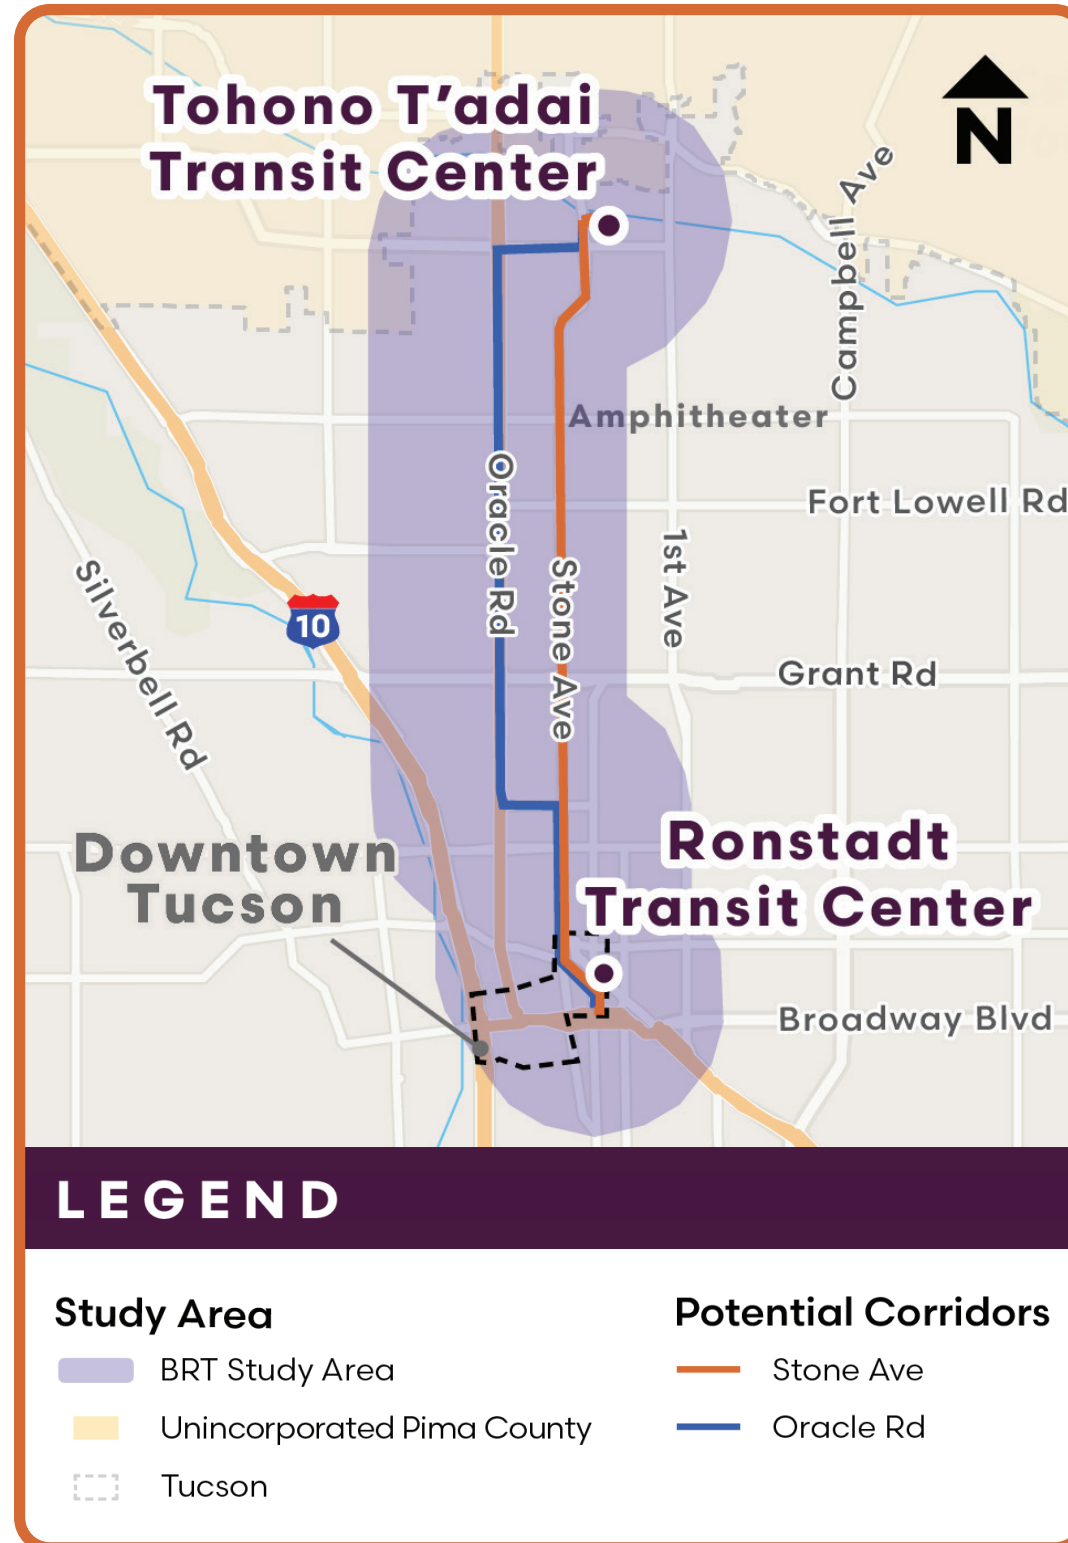 Tohono T'adai
Transit Center
N
Campbell Ave
Amphitheater
Oracle Rd
Fort Lowell Rd
1st Ave
Stone Ave
Silverbell Rd
10
Grant Rd
Downtown
Tucson
Ronstadt
Transit Center
Broadway Blvd
LEGEND
Study Area
BRT Study Area
Unincorporated Pima County
Tucson
Potential Corridors
Stone Ave
Oracle Rd